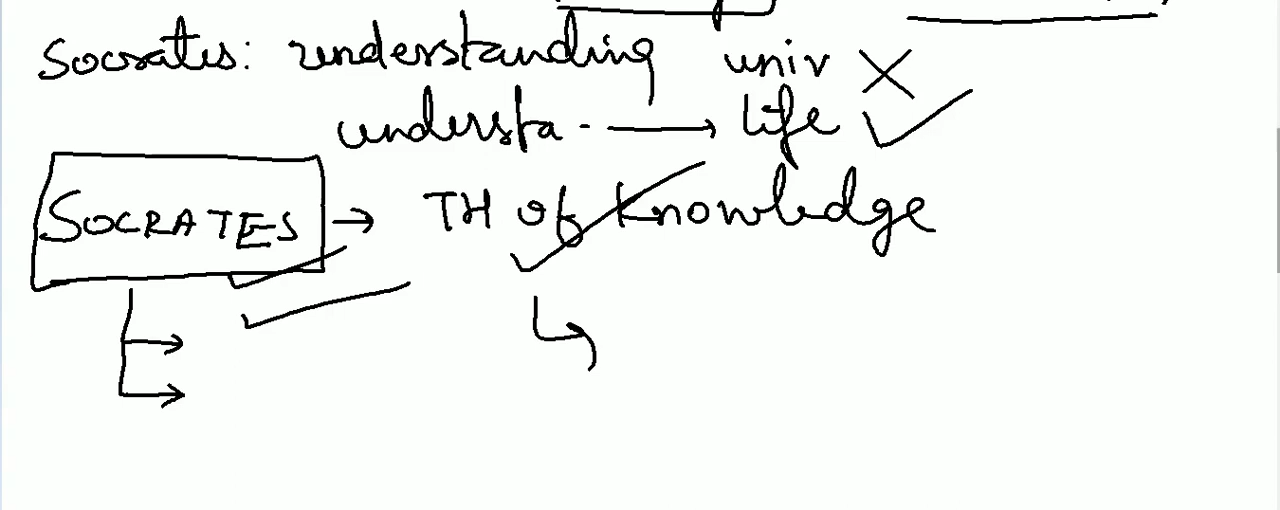 Socrates: understanding univ X
understa - → life ✓
SOCRATES → TH of Knowledge